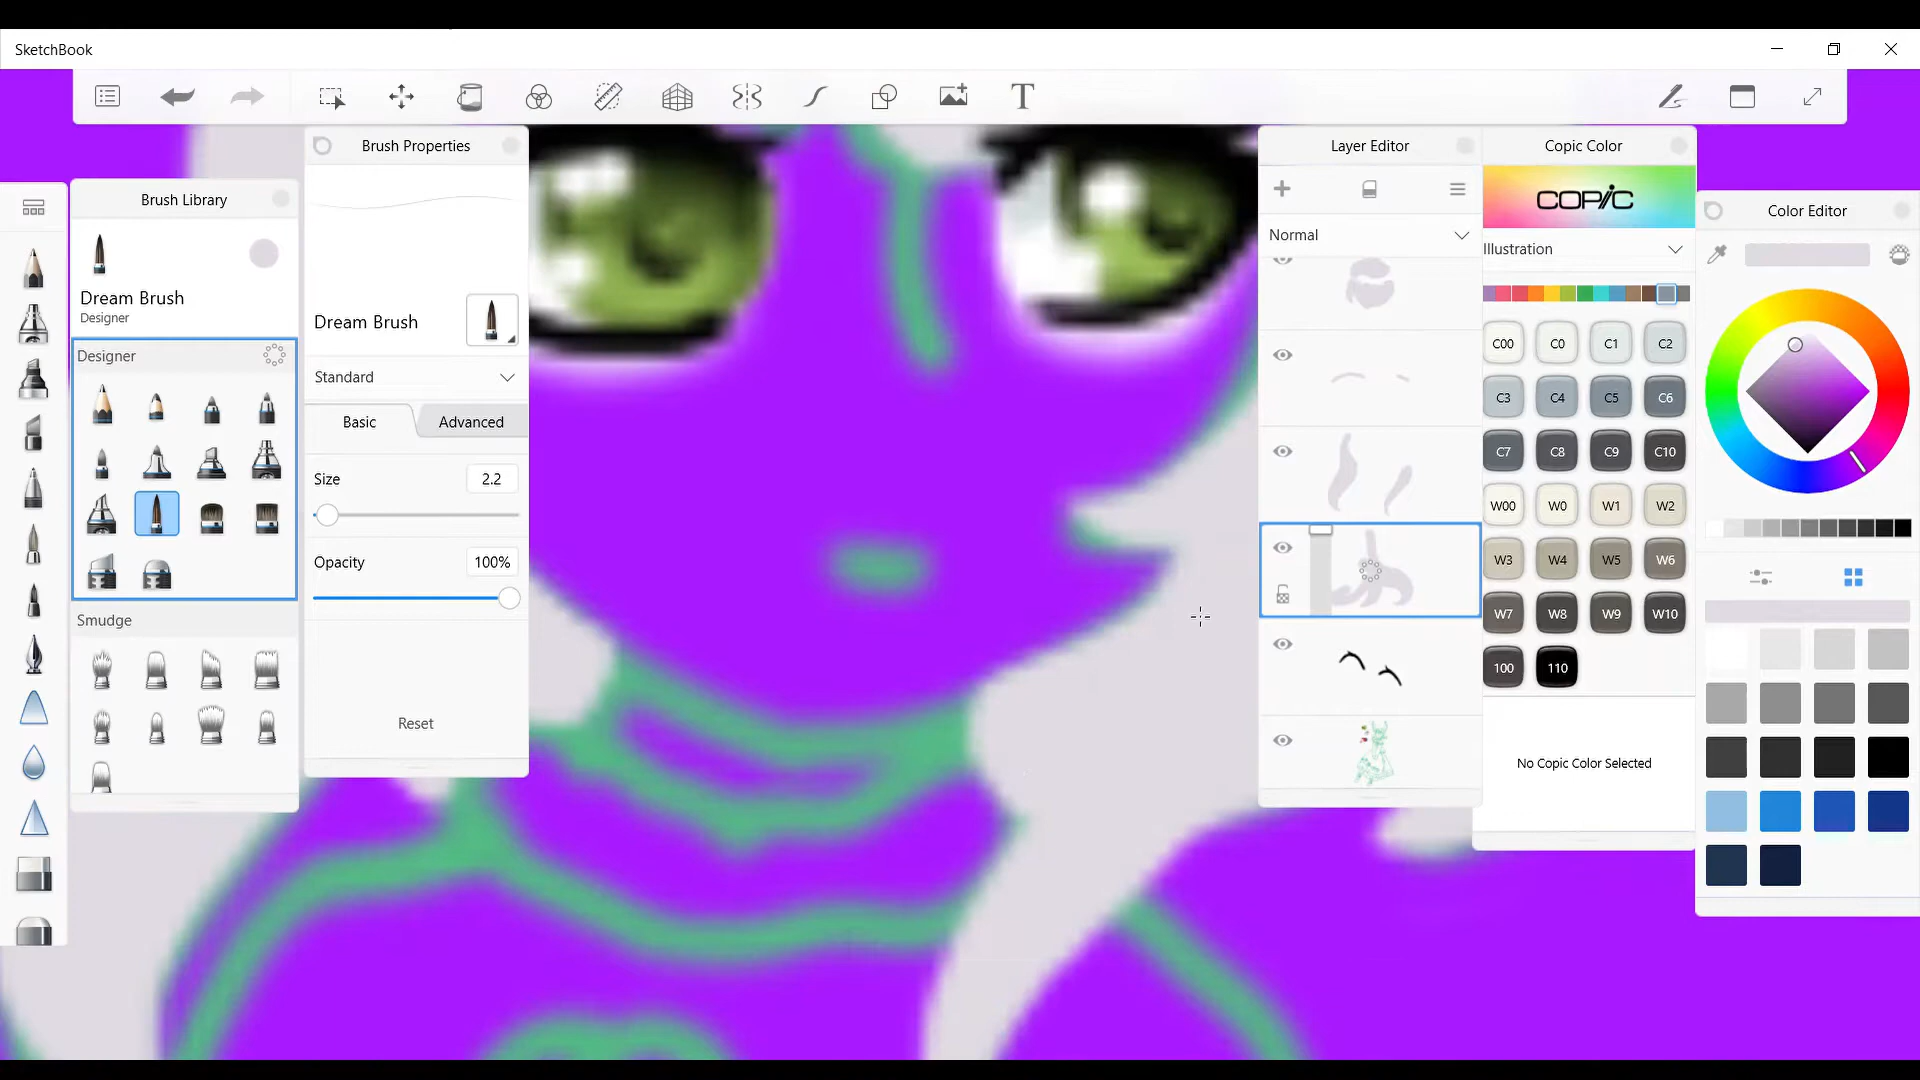 SketchBook
T
Brush Library
Dream Brush
Designer
Designer
Smudge
Brush Properties
Dream Brush
Standard
Basic
Advanced
Size
2.2
Opacity
100%
Reset
Layer Editor
Normal
Copic Color
COPIC
Illustration
C00 C0 C1 C2
C3 C4 C5 C6
C7 C8 C9 C10
W00 W0 W1 W2
W3 W4 W5 W6
W7 W8 W9 W10
100 110
No Copic Color Selected
Color Editor